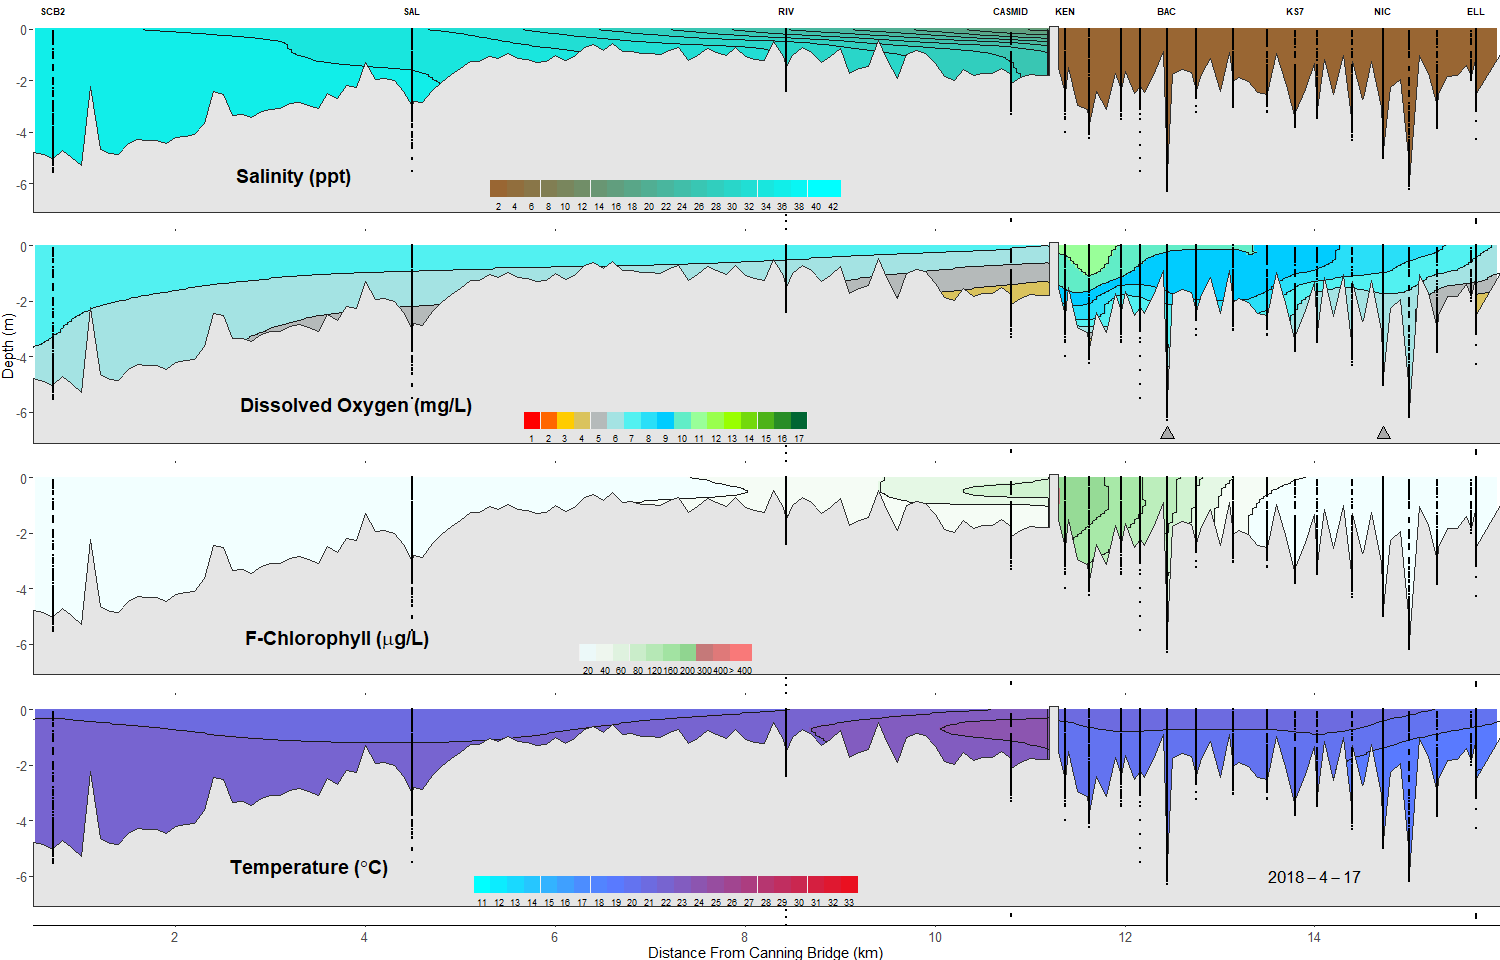 SCB2 SAL RIV CASMID KEN BAC KS7 NIC ELL
0
-2
-4
-6
Salinity (ppt)
2 4 6 8 10 12 14 16 18 20 22 24 26 28 30 32 34 36 38 40 42
0
-2
-4
-6
Depth (m)
Dissolved Oxygen (mg/L)
1 2 3 4 5 6 7 8 9 10 11 12 13 14 15 16 17
0
-2
-4
-6
F-Chlorophyll (μg/L)
20 40 60 80 120 160 200 300 400 > 400
0
-2
-4
-6
Temperature (°C)
2018 – 4 – 17
11 12 13 14 15 16 17 18 19 20 21 22 23 24 25 26 27 28 29 30 31 32 33
2 4 6 8 10 12 14
Distance From Canning Bridge (km)